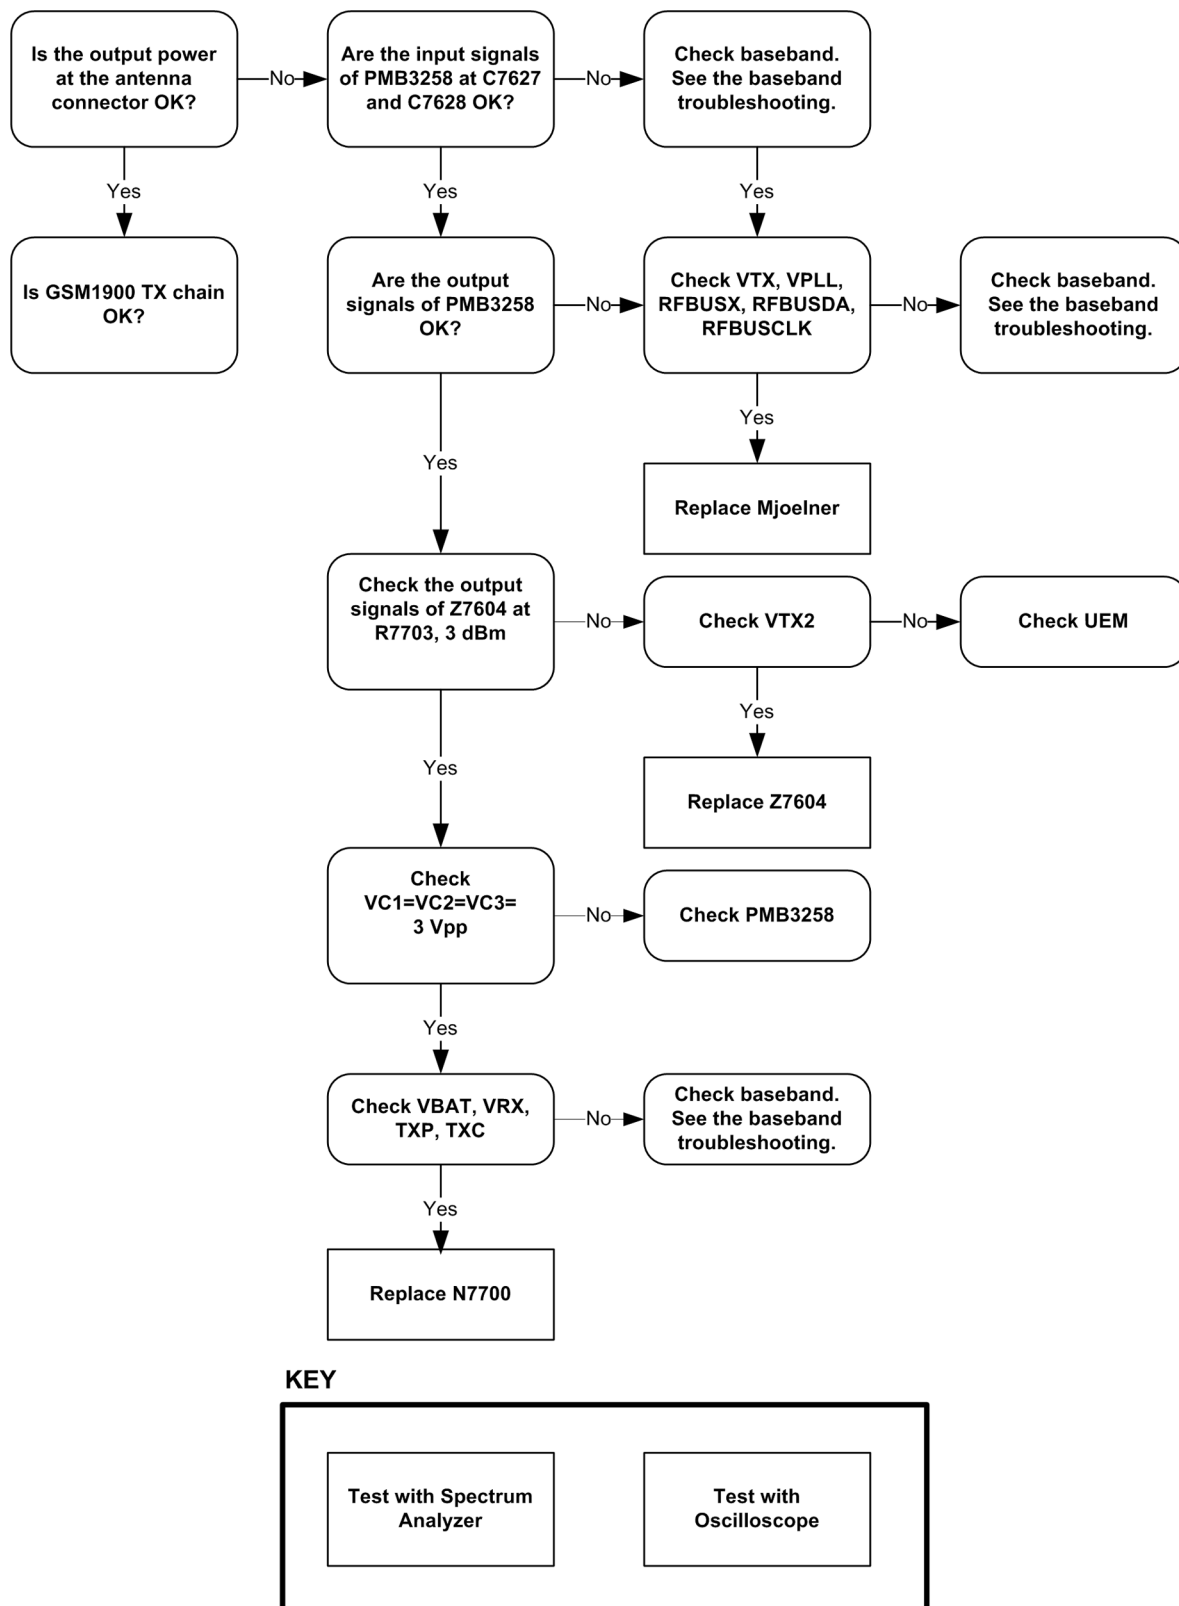 Is the output power
at the antenna
connector OK?
No
Are the input signals
of PMB3258 at C7627
and C7628 OK?
No
Check baseband.
See the baseband
troubleshooting.
Yes
Yes
Yes
Is GSM1900 TX chain
OK?
Are the output
signals of PMB3258
OK?
No
Check VTX, VPLL,
RFBUSX, RFBUSDA,
RFBUSCLK
No
Check baseband.
See the baseband
troubleshooting.
Yes
Yes
Replace Mjoelner
Check the output
signals of Z7604 at
R7703, 3 dBm
No
Check VTX2
No
Check UEM
Yes
Yes
Replace Z7604
Check
VC1=VC2=VC3=
3 Vpp
No
Check PMB3258
Yes
Check VBAT, VRX,
TXP, TXC
No
Check baseband.
See the baseband
troubleshooting.
Yes
Replace N7700
KEY
Test with Spectrum
Analyzer
Test with
Oscilloscope